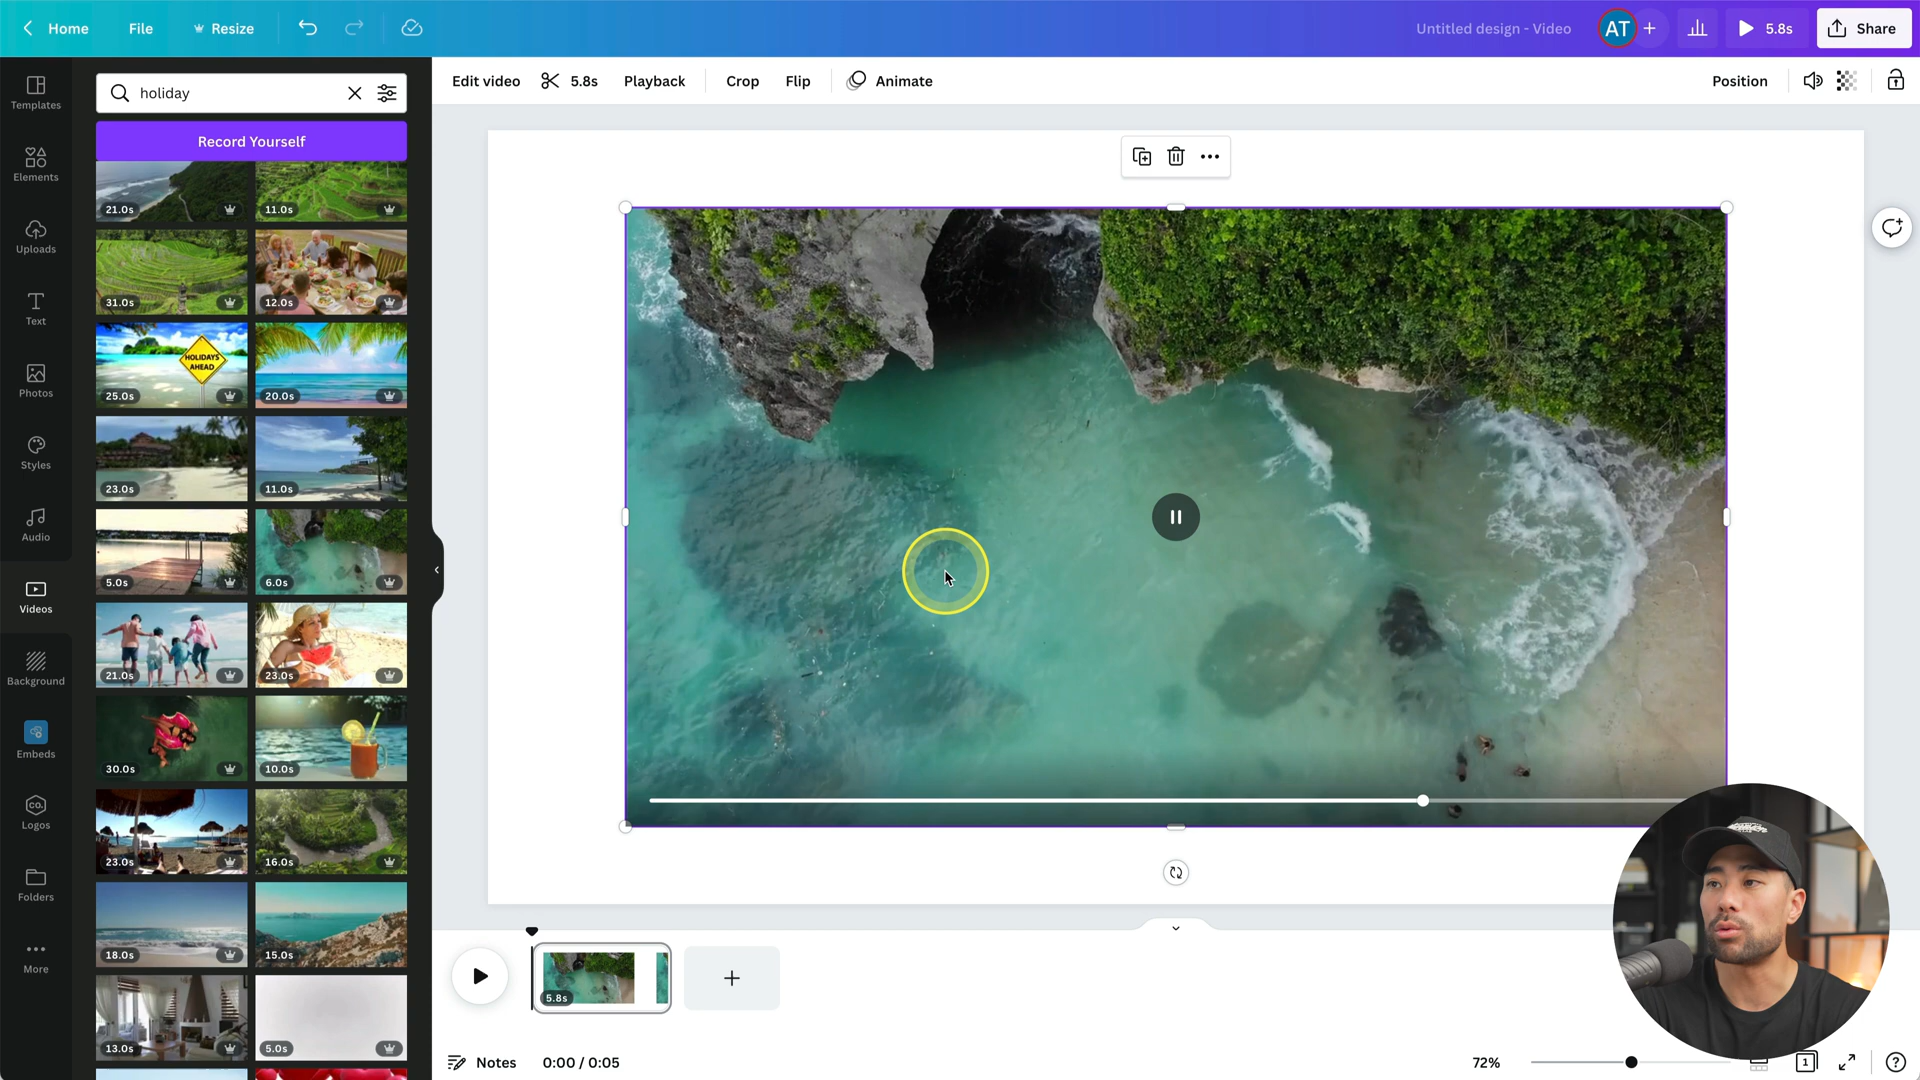 Home File Resize Untitled design - Video AT + 5.8s Share
Templates
Elements
Uploads
Text
Photos
Styles
Audio
Videos
Background
Embeds
CO.
Logos
Folders
More
holiday
Record Yourself
21.0s 11.0s
31.0s 12.0s
HOLIDAYS
AHEAD
25.0s 20.0s
23.0s 11.0s
5.0s 6.0s
21.0s 23.0s
30.0s 10.0s
23.0s 16.0s
18.0s 15.0s
13.0s 5.0s
Edit video 5.8s Playback Crop Flip Animate Position
5.8s
Notes 0:00 / 0:05 72% 1